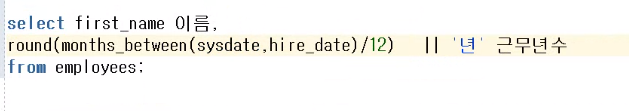 select first_name 이름,
round(months_between(sysdate,hire_date)/12) || '년' 근무년수
from employees;